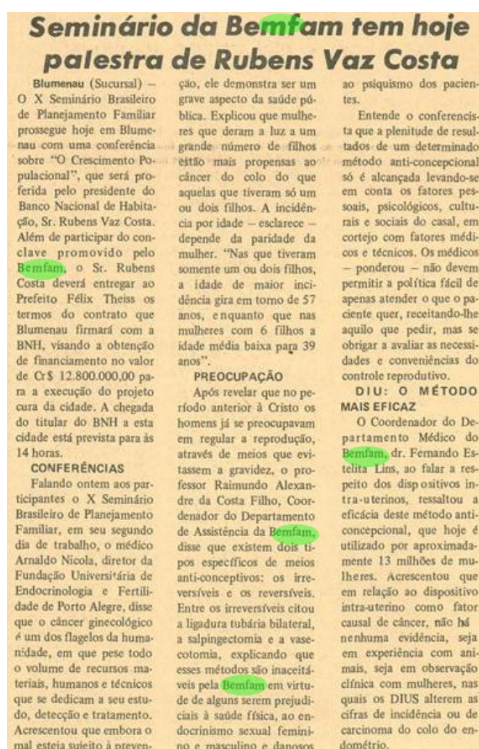 Seminário da Bemfam tem hoje
palestra de Rubens Vaz Costa
Blumenau (Sucursal) —
O X Seminário Brasileiro
de Planejamento Familiar
prossegue hoje em Blume-
nau com uma conferência
sobre "O Crescimento Po-
pulacional", que será pro-
ferida pelo presidente do
Banco Nacional de Habita-
ção, Sr. Rubens Vaz Costa.
Além de participar do con-
clave promovido pelo
Bemfam, o Sr. Rubens
Costa deverá entregar ao
Prefeito Félix Theiss os
termos do contrato que
Blumenau firmará com a
BNH, visando a obtenção
de financiamento no valor
de Cr$ 12.800.000,00 pa-
ra a execução do projeto
cura da cidade. A chegada
do titular do BNH a esta
cidade está prevista para às
14 horas.
CONFERÊNCIAS
Falando ontem aos par-
ticipantes o X Seminário
Brasileiro de Planejamento
Familiar, em seu segundo
dia de trabalho, o médico
Arnaldo Nicola, diretor da
Fundação Universitária de
Endocrinologia e Fertili-
dade de Porto Alegre, disse
que o câncer ginecológico
é um dos flagelos da huma-
nidade, em que pese todo
o volume de recursos ma-
teriais, humanos e técnicos
que se dedicam a seu estu-
do, detecção e tratamento.
Acrescentou que embora o
mal esteja sujeito à preven-
ção, ele demonstra ser um
grave aspecto da saúde pú-
blica. Explicou que mulhe-
res que deram a luz a um
grande número de filhos
estão mais propensas ao
câncer do colo do que
aquelas que tiveram só um
ou dois filhos. A incidên-
cia por idade — esclarece —
depende da paridade da
mulher. "Nas que tiveram
somente um ou dois filhos,
a idade de maior inci-
dência gira em torno de 57
anos, enquanto que nas
mulheres com 6 filhos a
idade média baixa para 39
anos".
PREOCUPAÇÃO
Após revelar que no pe-
ríodo anterior à Cristo os
homens já se preocupavam
em regular a reprodução,
através de meios que evi-
tassem a gravidez, o pro-
fessor Raimundo Alexan-
dre da Costa Filho, Coor-
denador do Departamento
de Assistência da Bemfam,
disse que existem dois ti-
pos específicos de meios
anti-conceptivos: os irre-
versíveis e os reversíveis.
Entre os irreversíveis citou
a ligadura tubária bilateral,
a salpingectomia e a vase-
cotomia, explicando que
esses métodos são inaceitá-
veis pela Bemfam em virtu-
de de alguns serem prejudi-
ciais à saúde física, ao en-
docrinismo sexual femini-
no e masculino e danosos
ao psiquismo dos pacien-
tes.
Entende o conferencis-
ta que a plenitude de resul-
tados de um determinado
método anti-concepcional
só é alcançada levando-se
em conta os fatores pes-
soais, psicológicos, cultu-
rais e sociais do casal, em
cortejo com fatores médi-
cos e técnicos. Os médicos
— ponderou — não devem
permitir a política fácil de
apenas atender o que o pa-
ciente quer, receitando-lhe
aquilo que pedir, mas se
obrigar a avaliar as necessi-
dades e conveniências do
controle reprodutivo.
DIU: O MÉTODO
MAIS EFICAZ
O Coordenador do De-
partamento Médico do
Bemfam, dr. Fernando Es-
telita Lins, ao falar a res-
peito dos dispositivos in-
tra-uterinos, ressaltou a
eficácia deste método anti-
concepcional, que hoje é
utilizado por aproximada-
mente 13 milhões de mu-
lheres. Acrescentou que
em relação ao dispositivo
intra-uterino como fator
causal de câncer, não há
nenhuma evidência, seja
em experiência com ani-
mais, seja em observação
clínica com mulheres, nas
quais os DIUS alterem as
cifras de incidência ou de
carcinoma do colo do en-
dométrio.